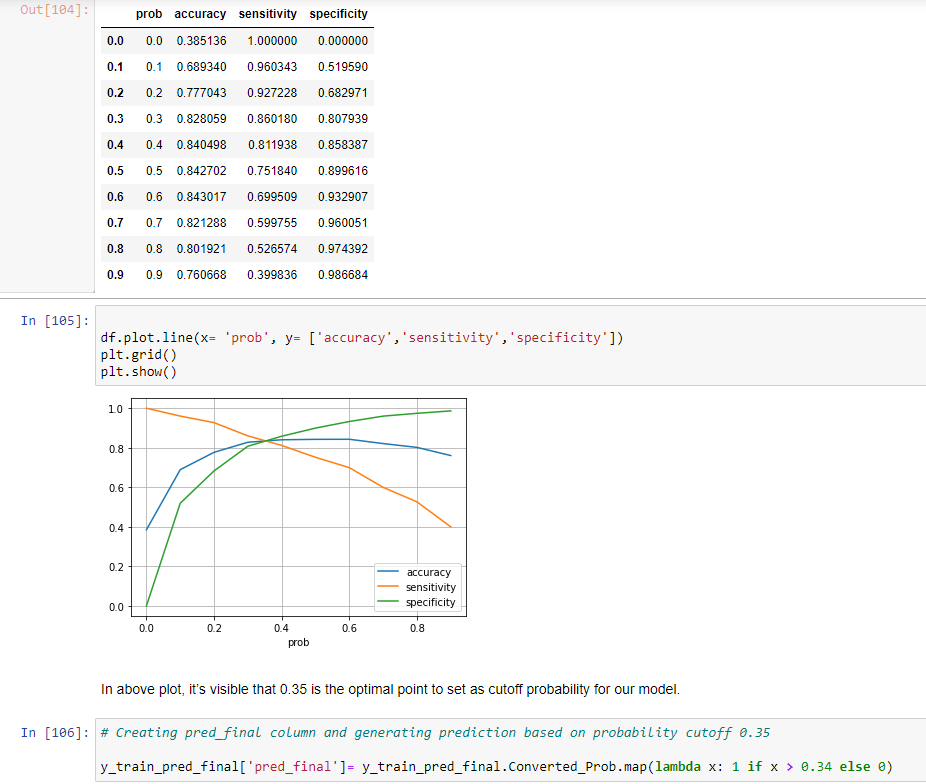 Out[104]:
prob accuracy sensitivity specificity
0.0 0.0 0.385136 1.000000 0.000000
0.1 0.1 0.689340 0.960343 0.519590
0.2 0.2 0.777043 0.927228 0.682971
0.3 0.3 0.828059 0.860180 0.807939
0.4 0.4 0.840498 0.811938 0.858387
0.5 0.5 0.842702 0.751840 0.899616
0.6 0.6 0.843017 0.699509 0.932907
0.7 0.7 0.821288 0.599755 0.960051
0.8 0.8 0.801921 0.526574 0.974392
0.9 0.9 0.760668 0.399836 0.986684
In [105]:
df.plot.line(x= 'prob', y= ['accuracy','sensitivity','specificity'])
plt.grid()
plt.show()
1.0
0.8
0.6
0.4
0.2
0.0
accuracy
sensitivity
specificity
0.0 0.2 0.4 0.6 0.8
prob
In above plot, it's visible that 0.35 is the optimal point to set as cutoff probability for our model.
In [106]:
# Creating pred_final column and generating prediction based on probability cutoff 0.35
y_train_pred_final['pred_final']= y_train_pred_final.Converted_Prob.map(lambda x: 1 if x > 0.34 else 0)